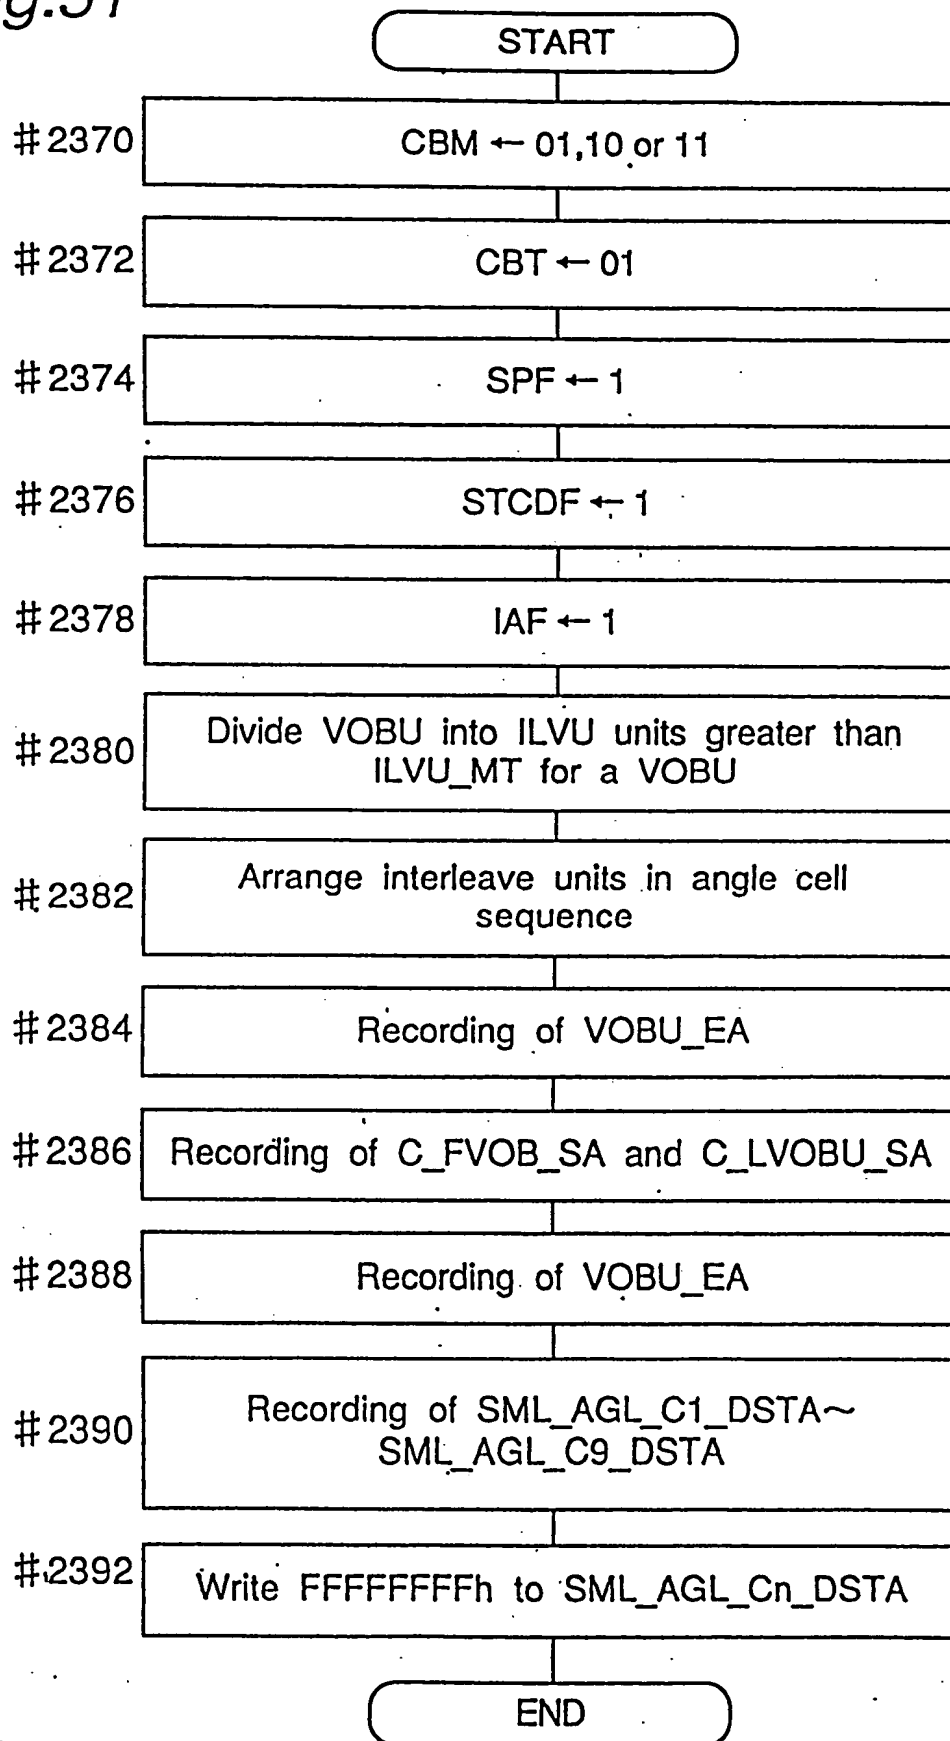 START
#2370
CBM ← 01,10 or 11
#2372
CBT ← 01
#2374
SPF ← 1
#2376
STCDF ← 1
#2378
IAF ← 1
#2380
Divide VOBU into ILVU units greater than
ILVU_MT for a VOBU
#2382
Arrange interleave units in angle cell
sequence
#2384
Recording of VOBU_EA
#2386
Recording of C_FVOB_SA and C_LVOBU_SA
#2388
Recording of VOBU_EA
#2390
Recording of SML_AGL_C1_DSTA~
SML_AGL_C9_DSTA
#2392
Write FFFFFFFFh to SML_AGL_Cn_DSTA
END